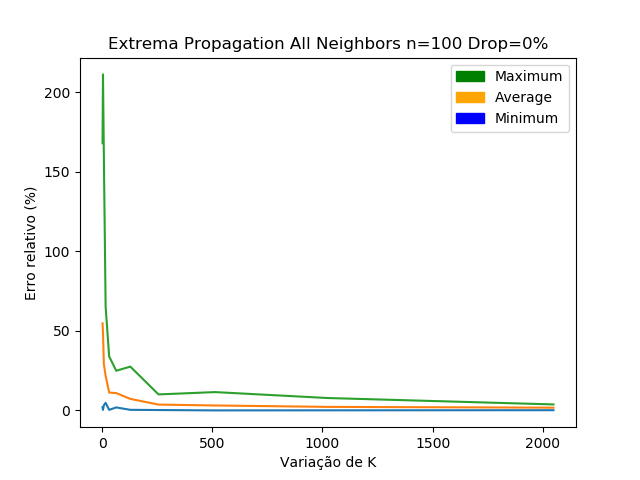 Extrema Propagation All Neighbors n=100 Drop=0%
Maximum
Average
Minimum
200
150
100
50
0
Erro relativo (%)
0 500 1000 1500 2000
Variação de K